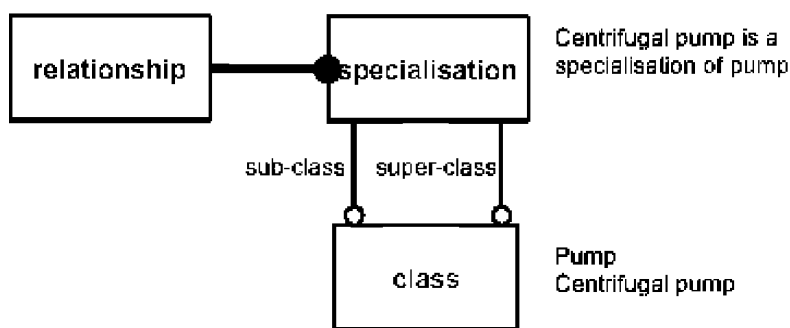 relationship
specialisation
Centrifugal pump is a
specialisation of pump
sub-class
super-class
class
Pump
Centrifugal pump